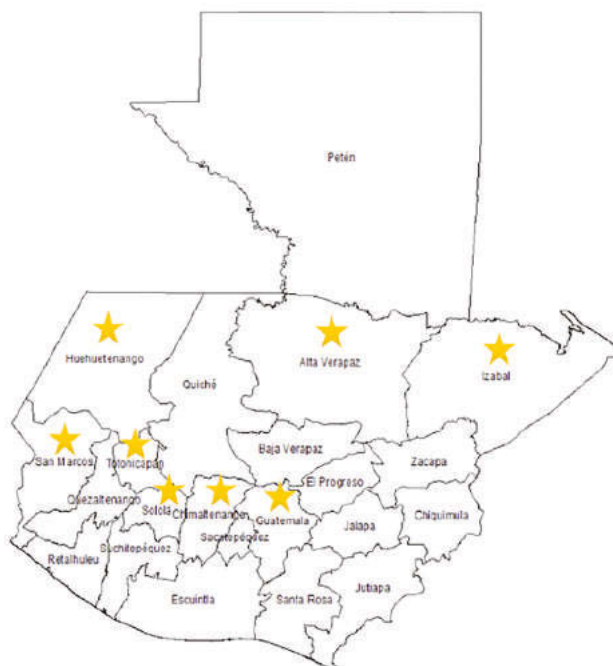 Petén
Huehuetenango
Alta Verapaz
Izabal
Quiché
San Marcos
Totonicapán
Baja Verapaz
Zacapa
El Progreso
Quezaltenango
Sololá
Chimaltenango
Guatemala
Chiquimula
Jalapa
Sacatepéquez
Retalhuleu
Suchitepéquez
Jutiapa
Escuintla
Santa Rosa